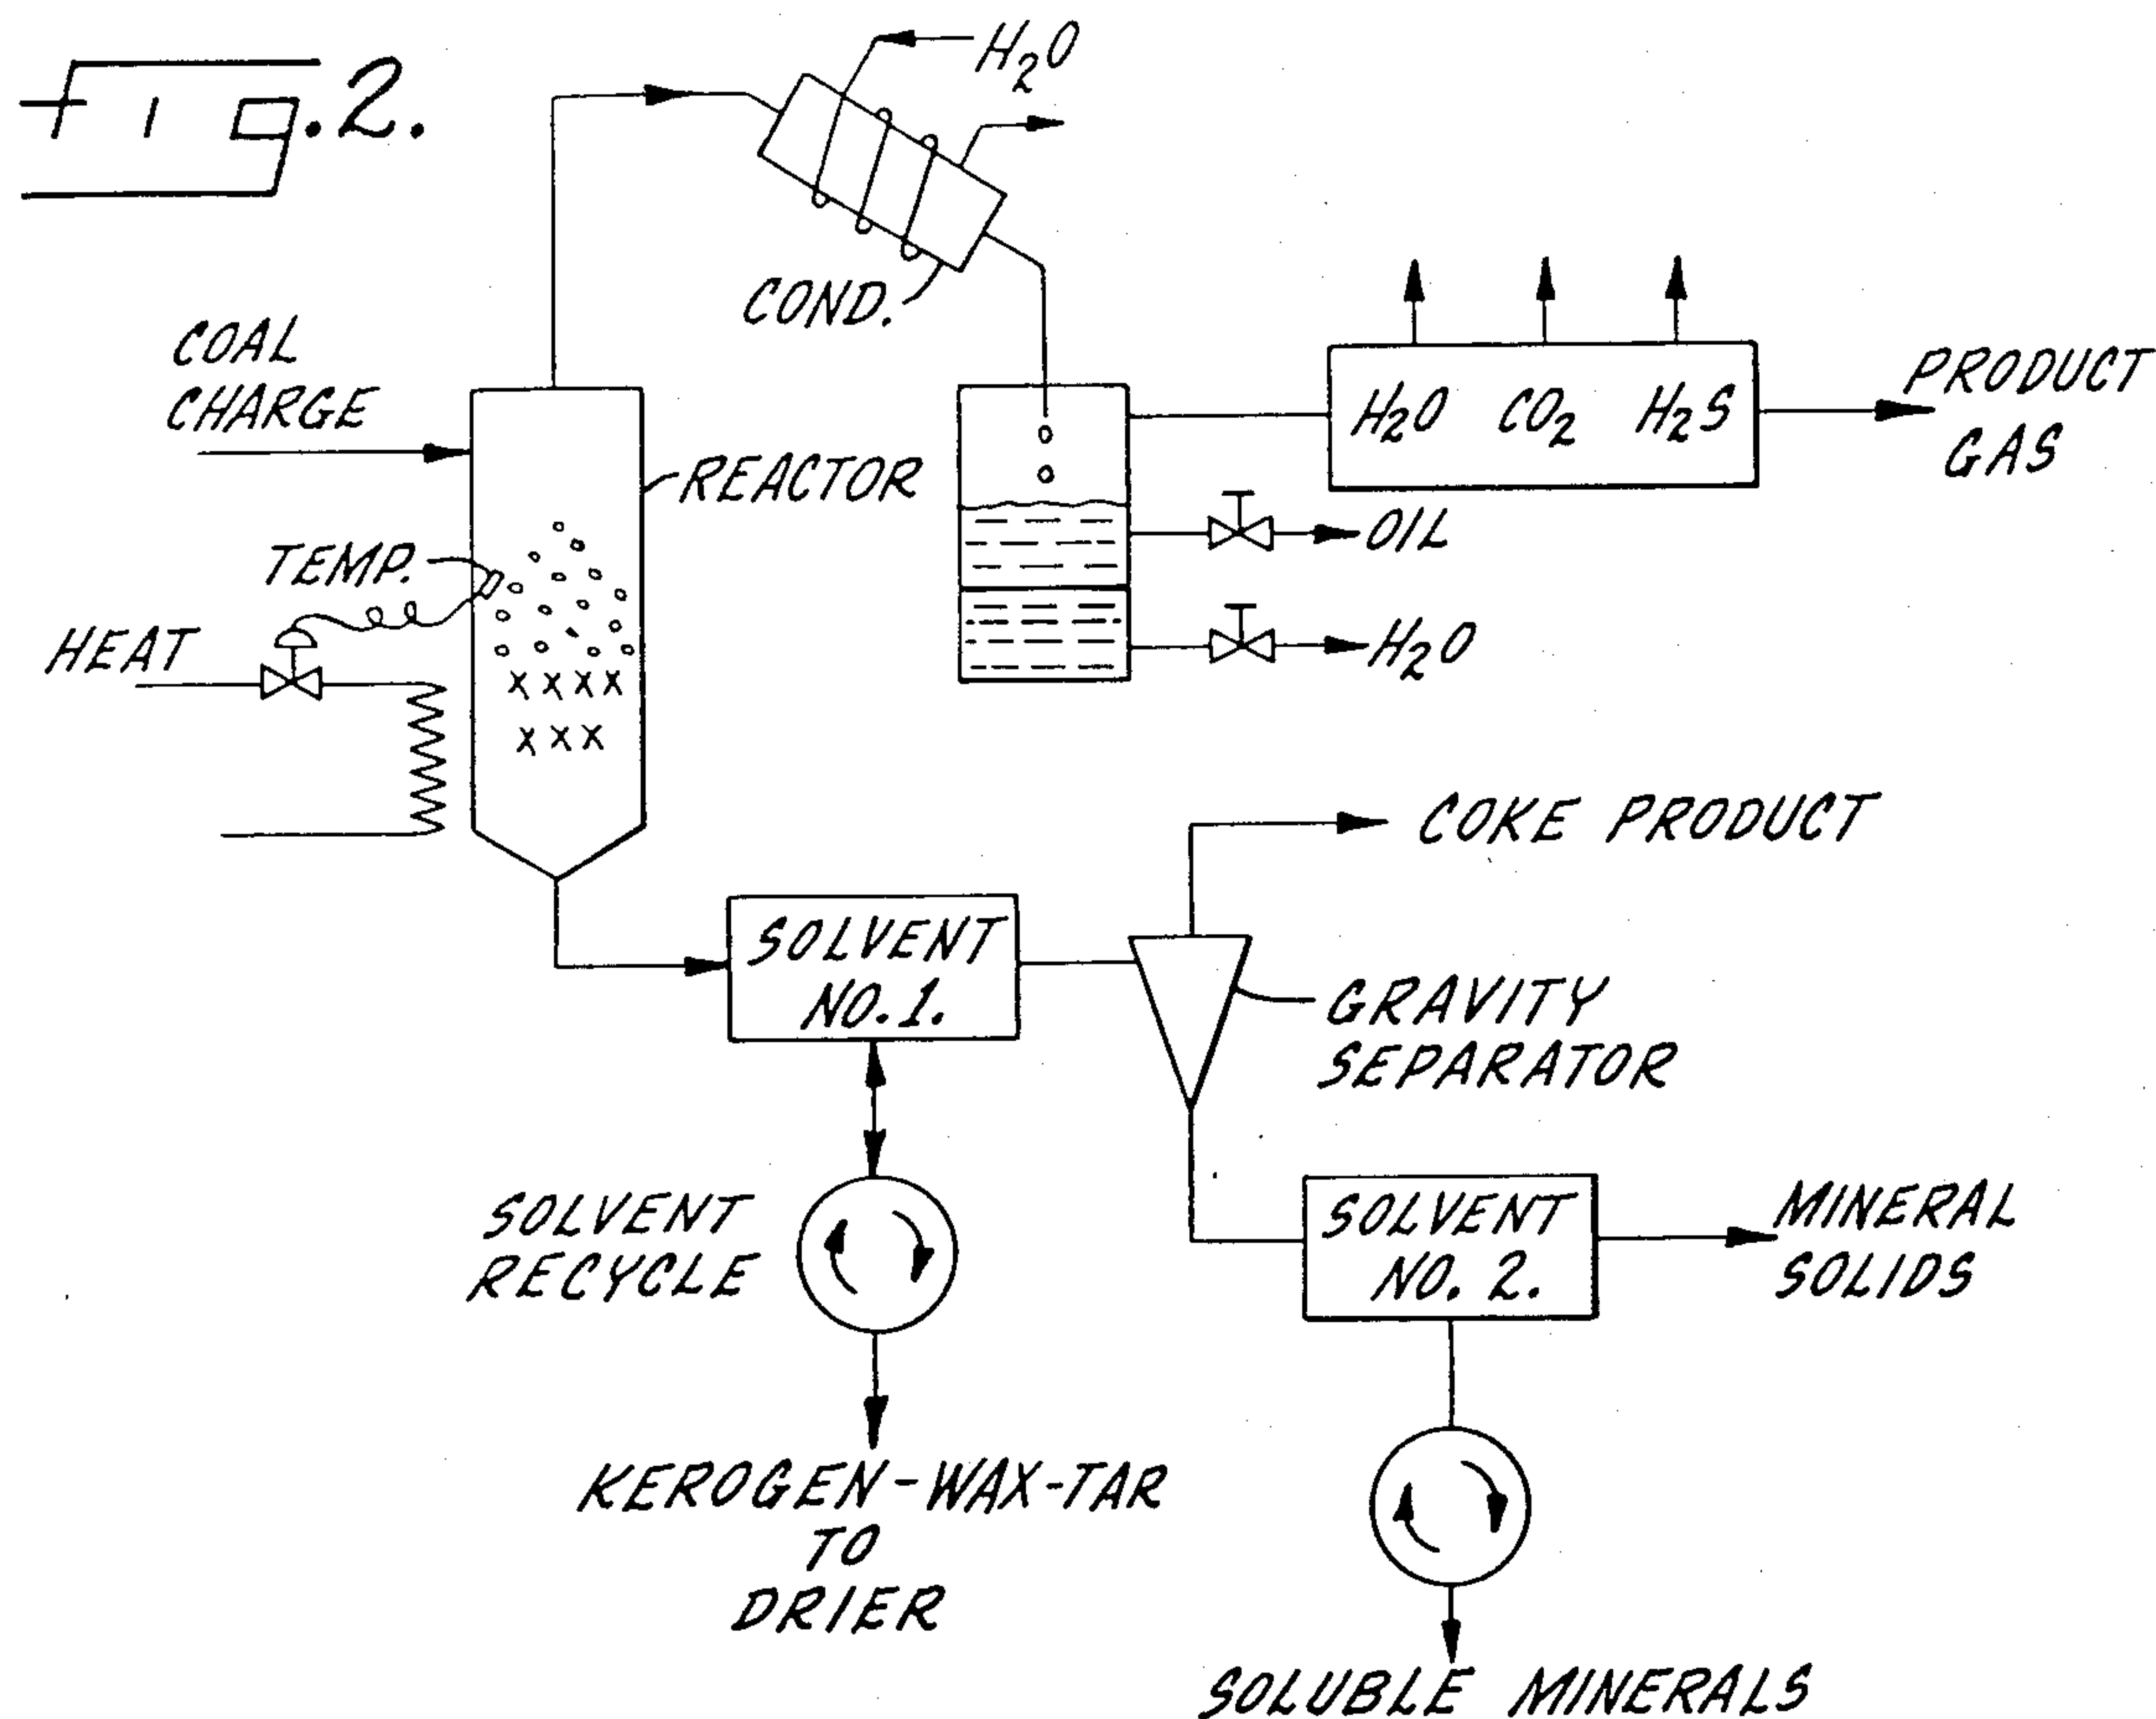 Fig. 2.
H2O
COND.
COAL
CHARGE
REACTOR
TEMP.
HEAT
H2O CO2 H2S
PRODUCT
GAS
OIL
H2O
COKE PRODUCT
SOLVENT
NO. 1.
GRAVITY
SEPARATOR
SOLVENT
RECYCLE
SOLVENT
NO. 2.
MINERAL
SOLIDS
KEROGEN-WAX-TAR
TO
DRIER
SOLUBLE MINERALS